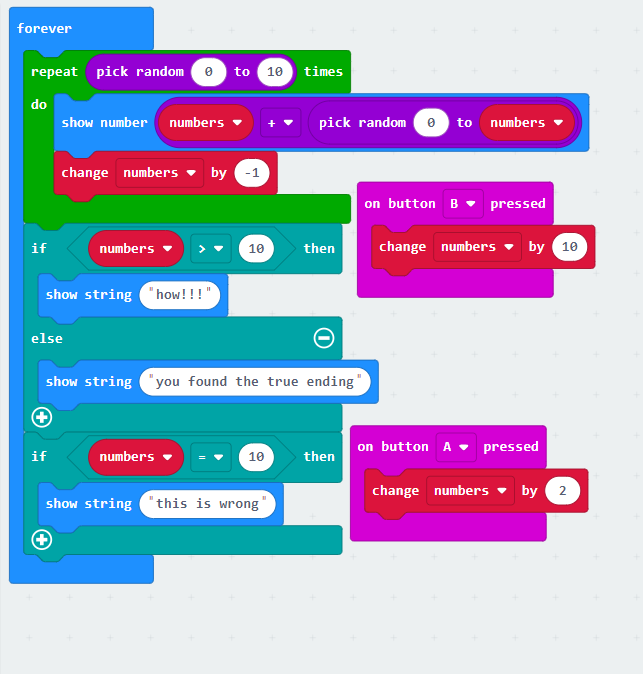 forever
repeat pick random 0 to 10 times
do
show number numbers + pick random 0 to numbers
change numbers by -1
on button B pressed
change numbers by 10
if numbers > 10 then
show string "how!!!"
else
show string "you found the true ending"
if numbers = 10 then
show string "this is wrong"
on button A pressed
change numbers by 2